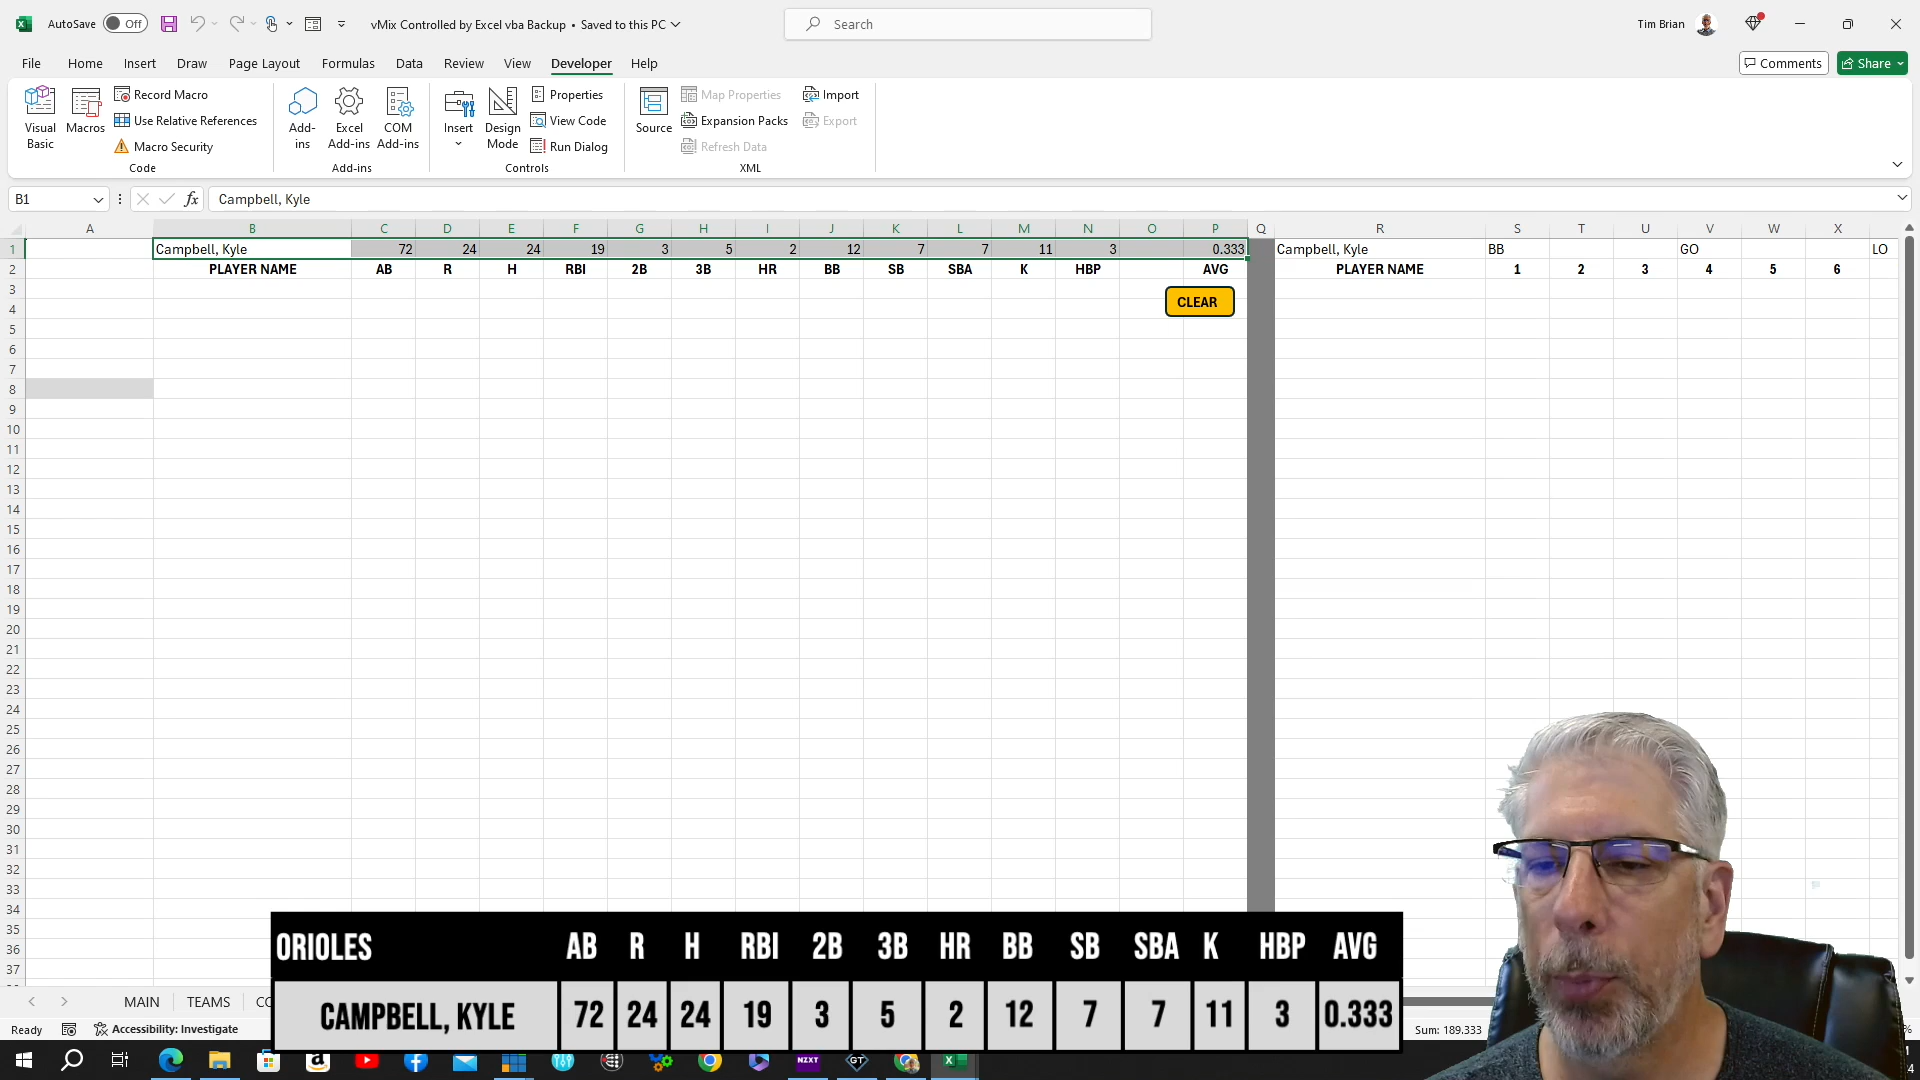 AutoSave Off vMix Controlled by Excel vba Backup • Saved to this PC Search Tim Brian
File Home Insert Draw Page Layout Formulas Data Review View Developer Help Comments Share
Visual Basic
Macros
Record Macro
Use Relative References
Macro Security
Code
Add-ins
Excel Add-ins
COM Add-ins
Add-ins
Insert
Design Mode
Properties
View Code
Run Dialog
Controls
Source
Map Properties
Expansion Packs
Refresh Data
Import
Export
XML
B1 fx Campbell, Kyle
A B C D E F G H I J K L M N O P Q R S T U V W X
1 Campbell, Kyle 72 24 24 19 3 5 2 12 7 7 11 3 0.333 Campbell, Kyle BB GO LO
2 PLAYER NAME AB R H RBI 2B 3B HR BB SB SBA K HBP AVG PLAYER NAME 1 2 3 4 5 6
3
CLEAR
4
5
6
7
8
9
10
11
12
13
14
15
16
17
18
19
20
21
22
23
24
25
26
27
28
29
30
31
32
33
34
35
36
37
ORIOLES AB R H RBI 2B 3B HR BB SB SBA K HBP AVG
CAMPBELL, KYLE 72 24 24 19 3 5 2 12 7 7 11 3 0.333
MAIN TEAMS
Ready Accessibility: Investigate Sum: 189.333
NZXT
GT